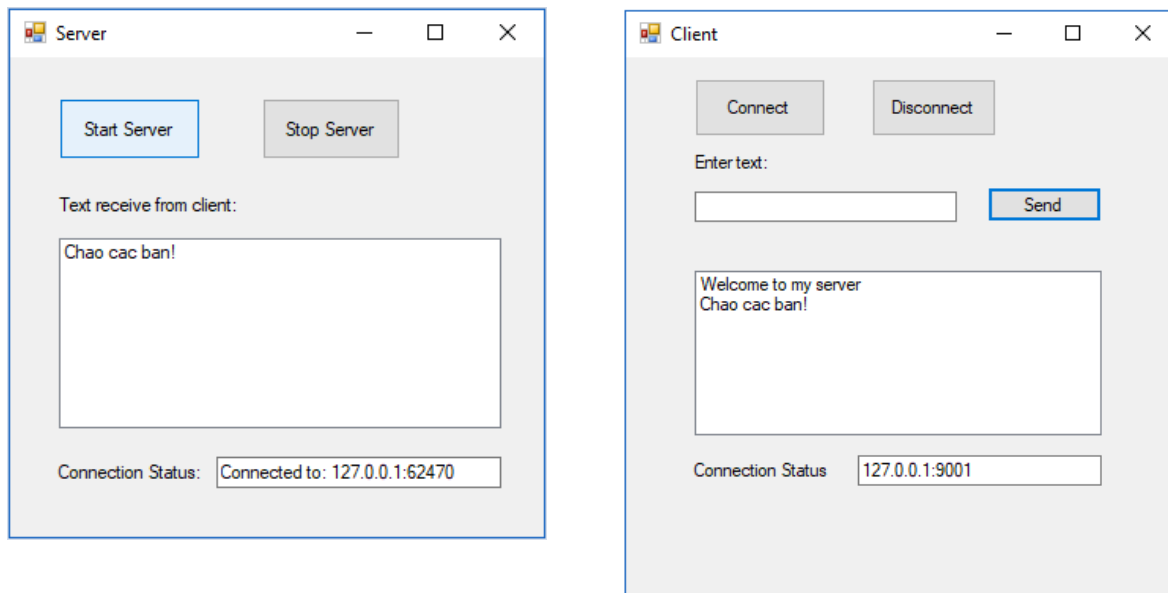 Server
Start Server
Stop Server
Text receive from client:
Chao cac ban!
Connection Status:
Connected to: 127.0.0.1:62470
Client
Connect
Disconnect
Enter text:
Send
Welcome to my server
Chao cac ban!
Connection Status
127.0.0.1:9001